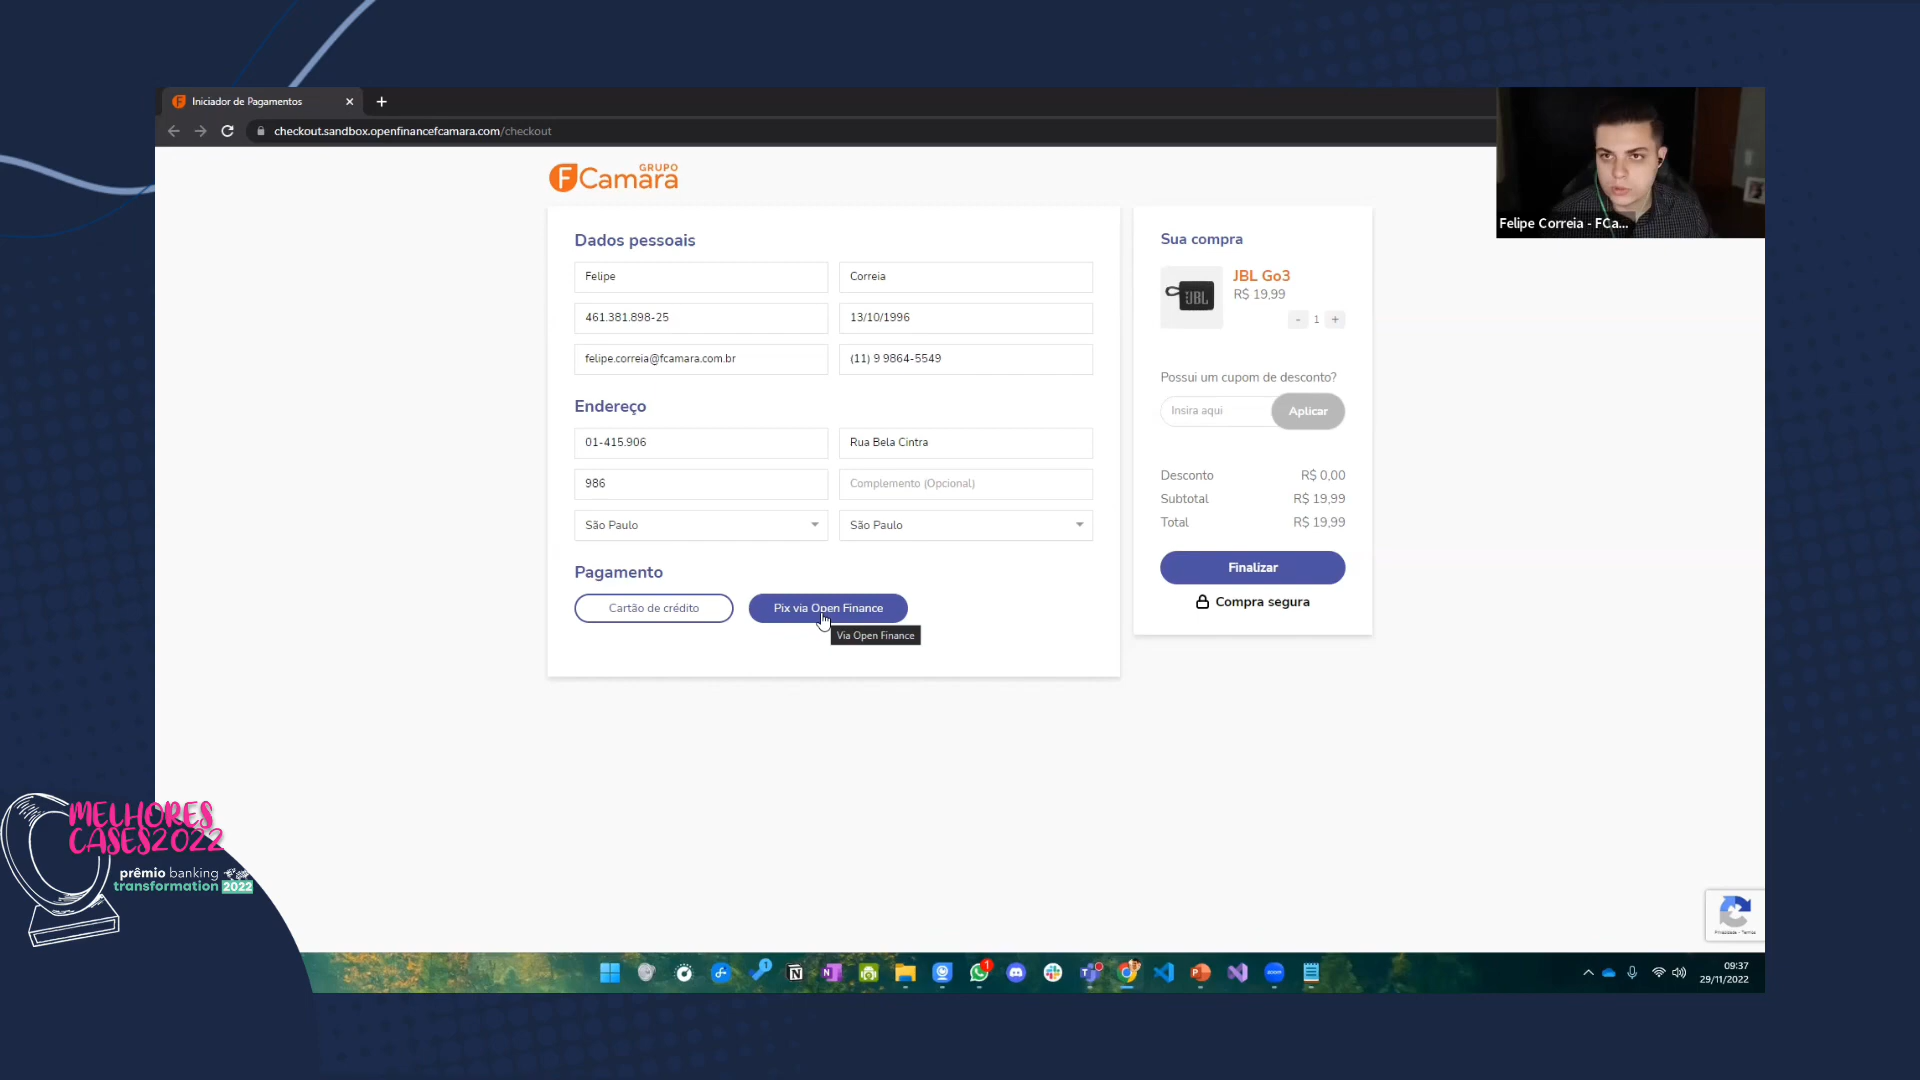 Iniciador de Pagamentos
checkout.sandbox.openfinancefcamara.com/checkout
GRUPO
FCamara
Felipe Correia - FCa...
Dados pessoais
Felipe
Correia
461.381.898-25
13/10/1996
felipe.correia@fcamara.com.br
(11) 9 9864-5549
Endereço
01-415.906
Rua Bela Cintra
986
Complemento (Opcional)
São Paulo
São Paulo
Pagamento
Cartão de crédito
Pix via Open Finance
Via Open Finance
Sua compra
JBL
JBL Go3
R$ 19,99
- 1 +
Possui um cupom de desconto?
Insira aqui
Aplicar
Desconto R$ 0,00
Subtotal R$ 19,99
Total R$ 19,99
Finalizar
Compra segura
MELHORES
CASES2022
prêmio banking
transformation 2022
09:37
29/11/2022